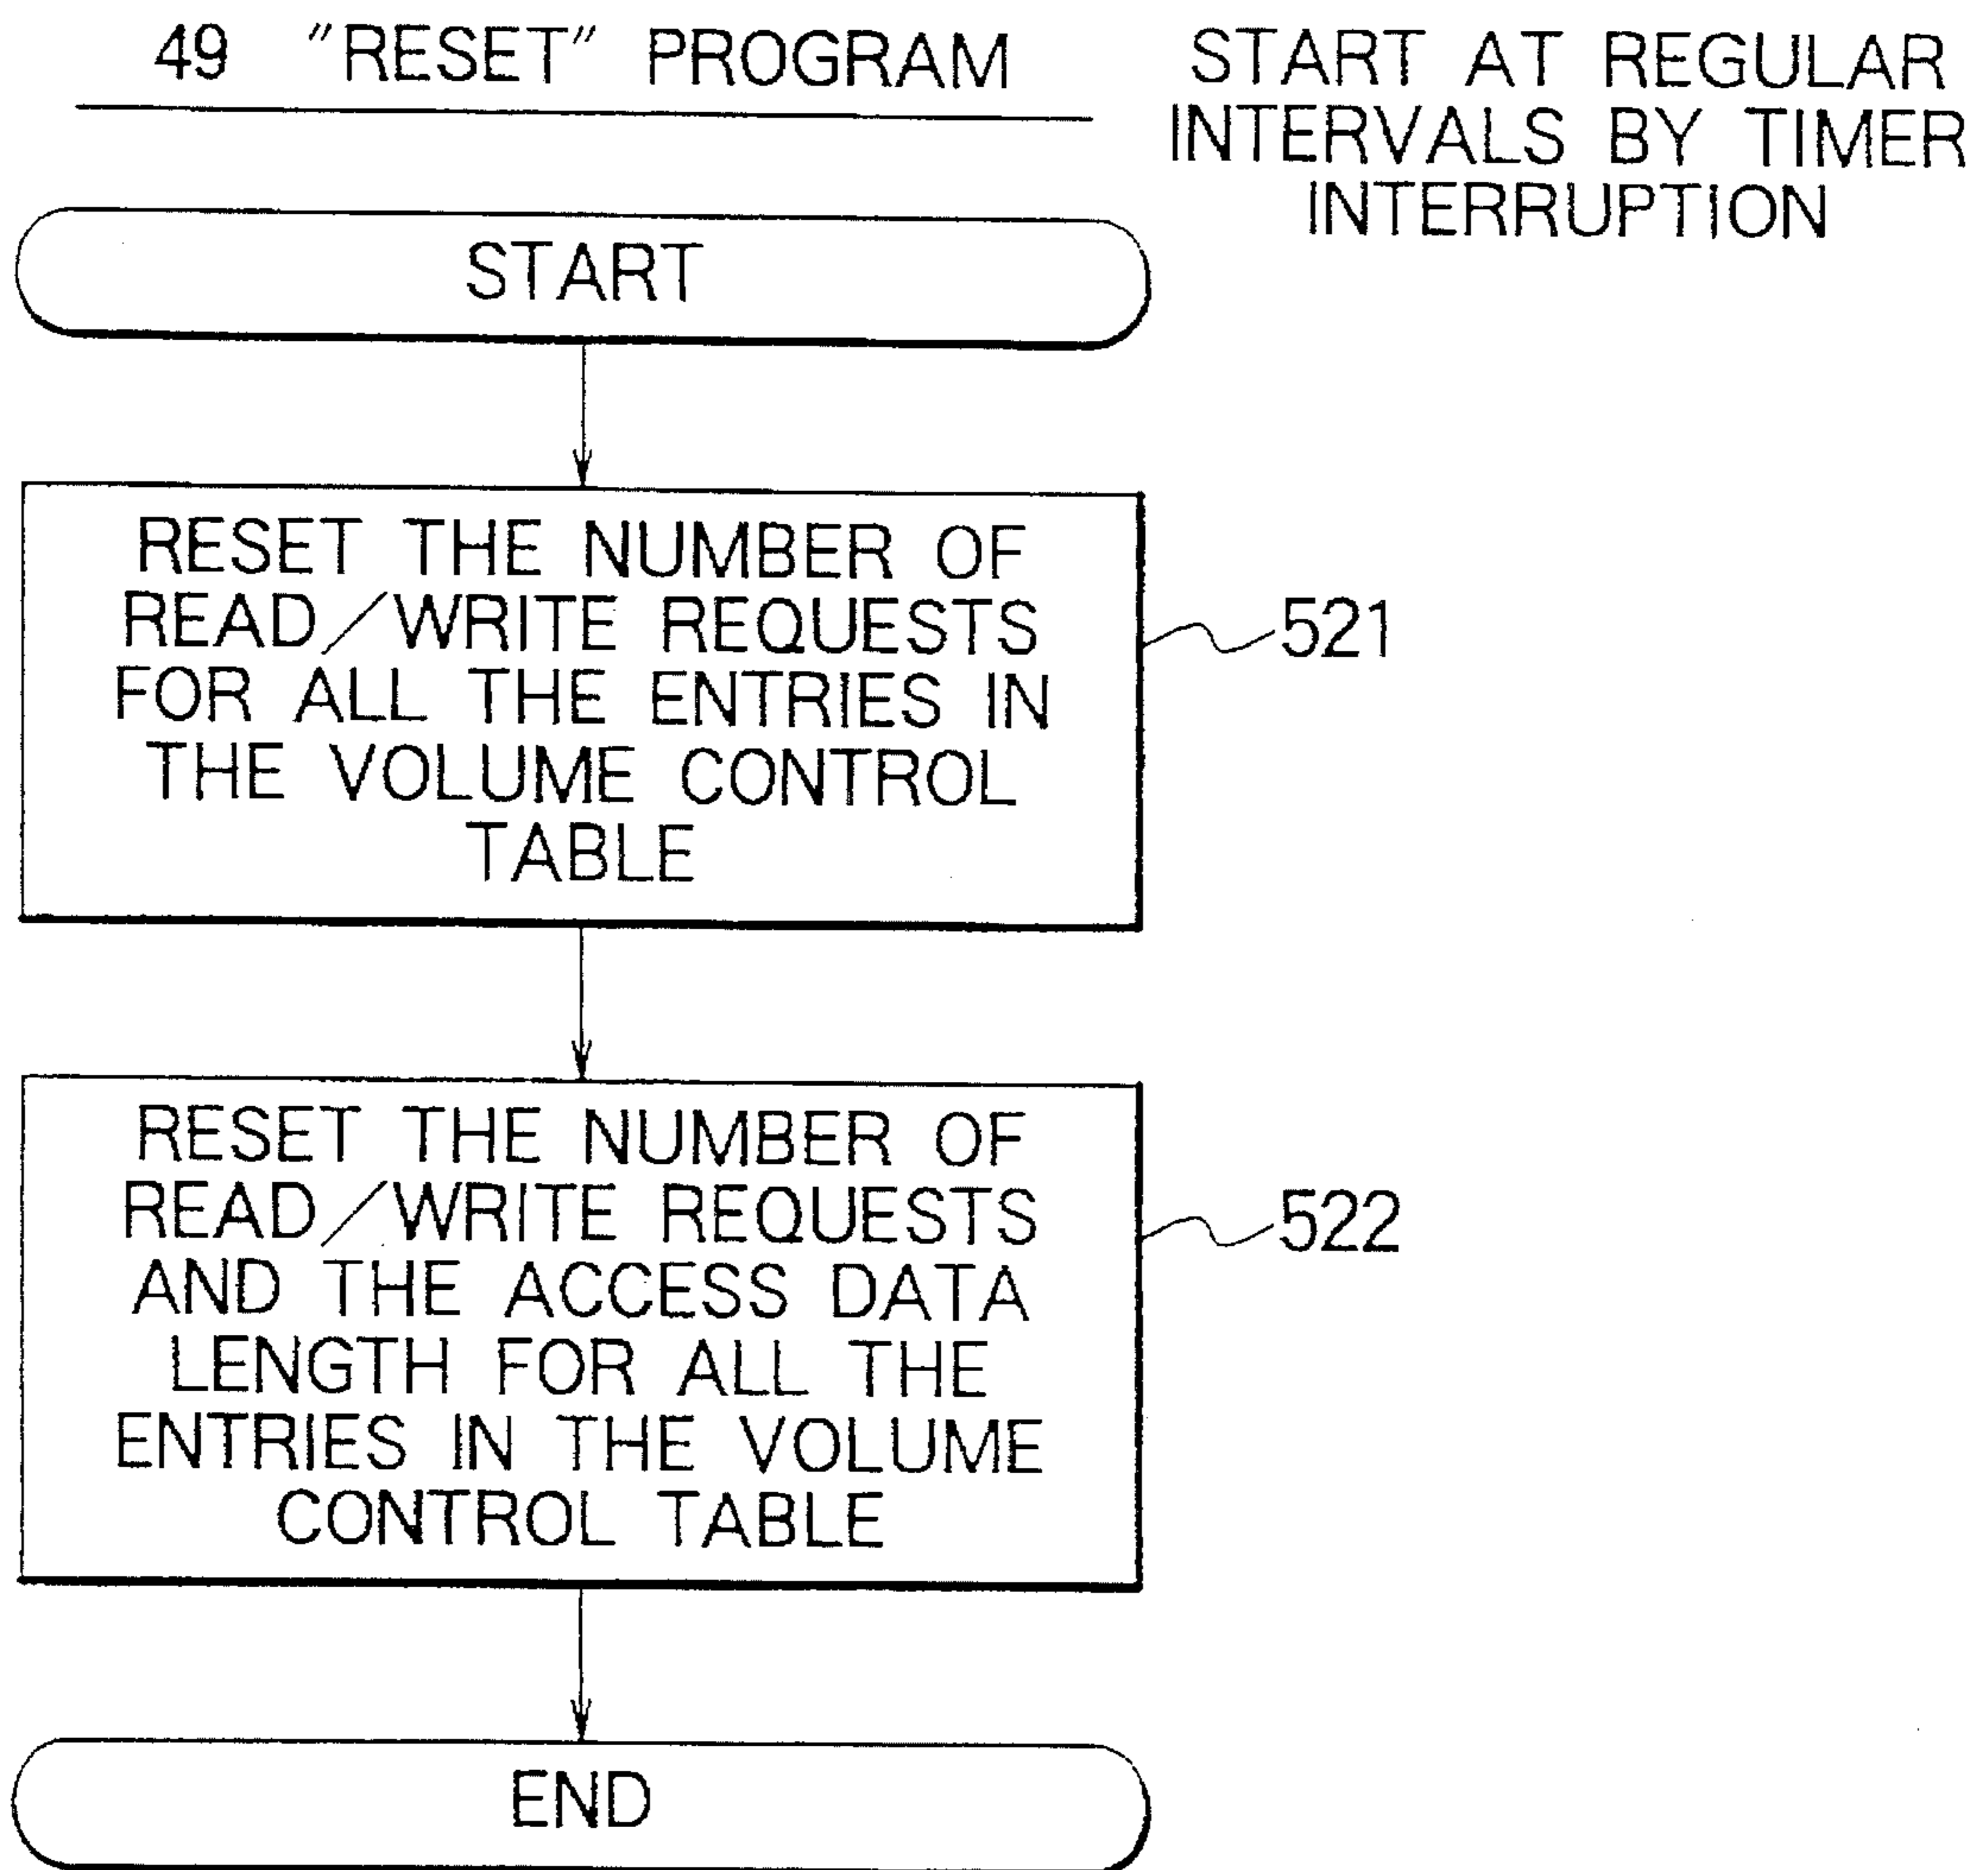 49 "RESET" PROGRAM
START AT REGULAR
INTERVALS BY TIMER
INTERRUPTION
START
RESET THE NUMBER OF
READ/WRITE REQUESTS
FOR ALL THE ENTRIES IN
THE VOLUME CONTROL
TABLE
521
RESET THE NUMBER OF
READ/WRITE REQUESTS
AND THE ACCESS DATA
LENGTH FOR ALL THE
ENTRIES IN THE VOLUME
CONTROL TABLE
522
END